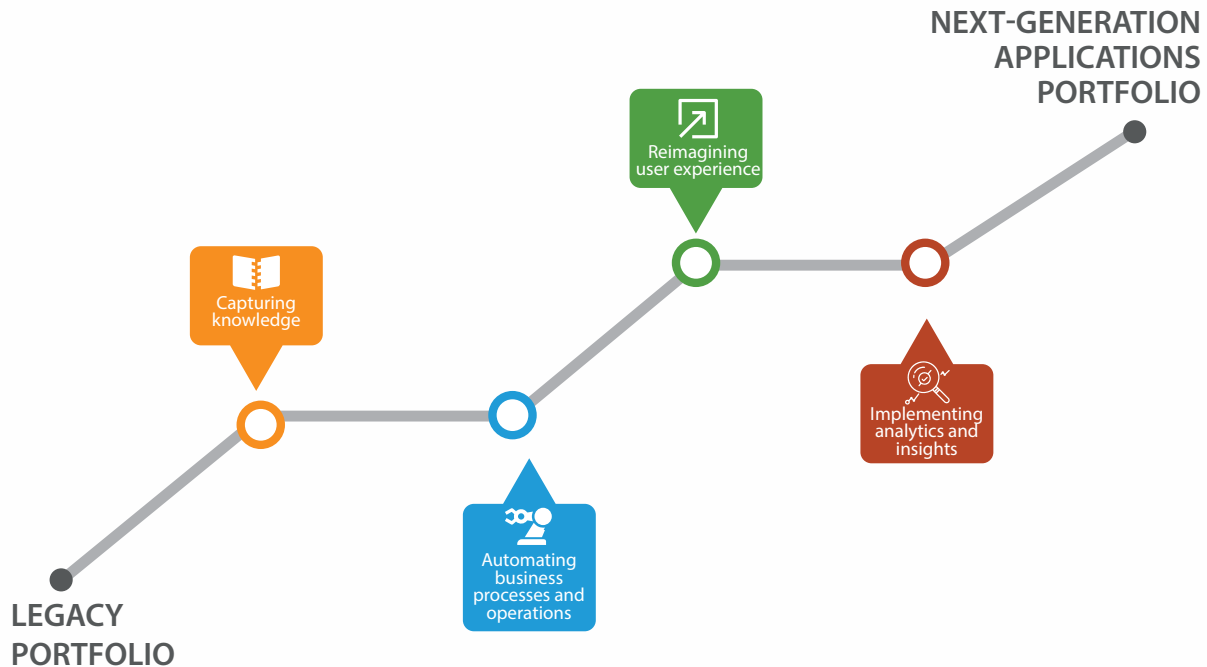 NEXT-GENERATION
APPLICATIONS
PORTFOLIO
Reimagining
user experience
Capturing
knowledge
Implementing
analytics and
insights
Automating
business
processes and
operations
LEGACY
PORTFOLIO